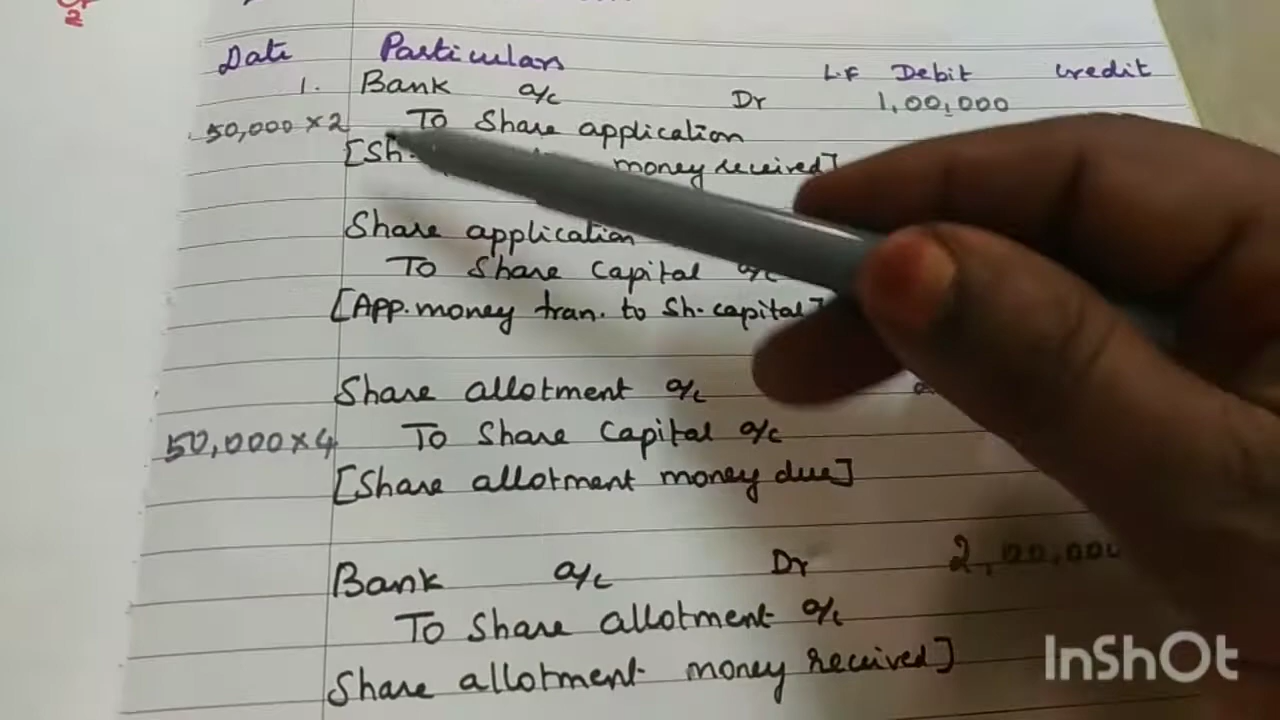 2
Date Particulars L.F Debit Credit
1. Bank a/c Dr 1,00,000
50,000 × 2 To Share application
[Sh. money received]
Share application
To Share Capital a/c
[App. money tran. to Sh. capital]
Share allotment a/c
50,000 × 4 To Share Capital a/c
[Share allotment money due]
Bank a/c Dr 2,00,000
To Share allotment a/c
Share allotment money received]
InShOt